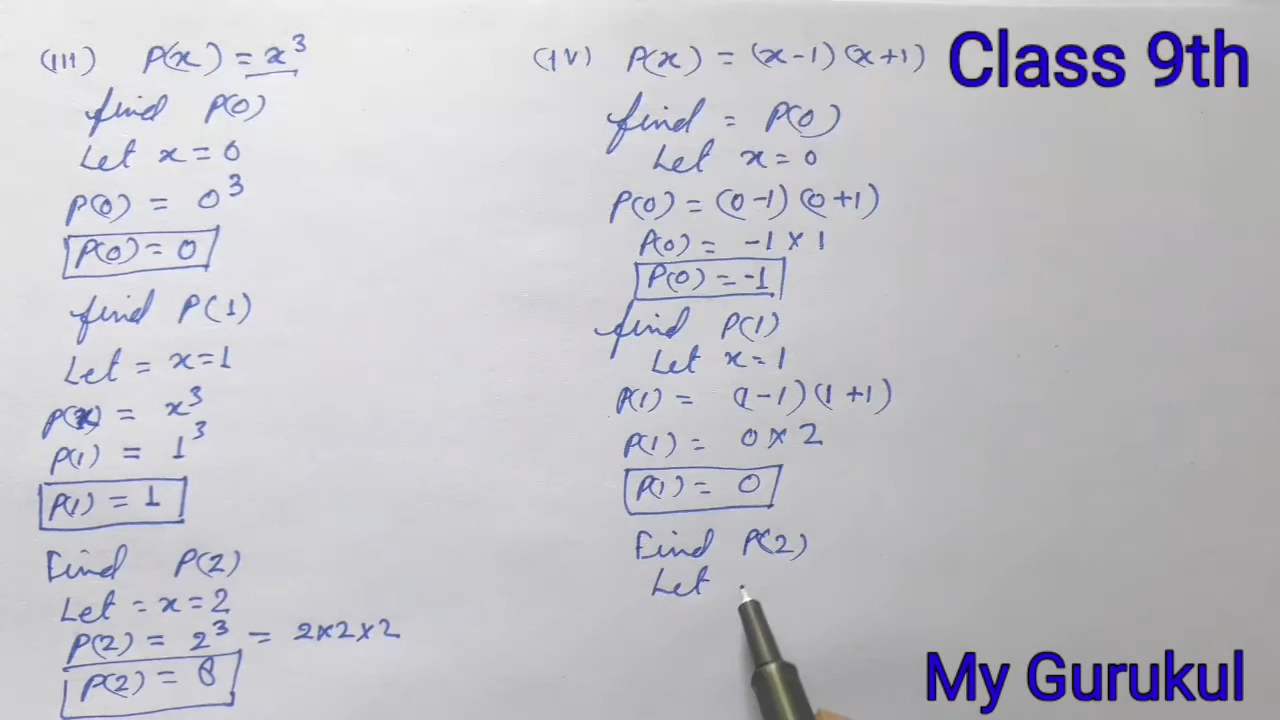 (III) P(x) = x³
find P(0)
Let x = 0
P(0) = 0³
P(0) = 0
find P(1)
Let = x=1
P(x) = x³
P(1) = 1³
P(1) = 1
Find P(2)
Let = x=2
P(2) = 2³ = 2×2×2
P(2) = 8
(IV) P(x) = (x-1) (x+1)
find = P(0)
Let x = 0
P(0) = (0-1) (0+1)
P(0) = -1 × 1
P(0) = -1
find P(1)
Let x = 1
P(1) = (1-1) (1+1)
P(1) = 0 × 2
P(1) = 0
Find P(2)
Let
Class 9th
My Gurukul